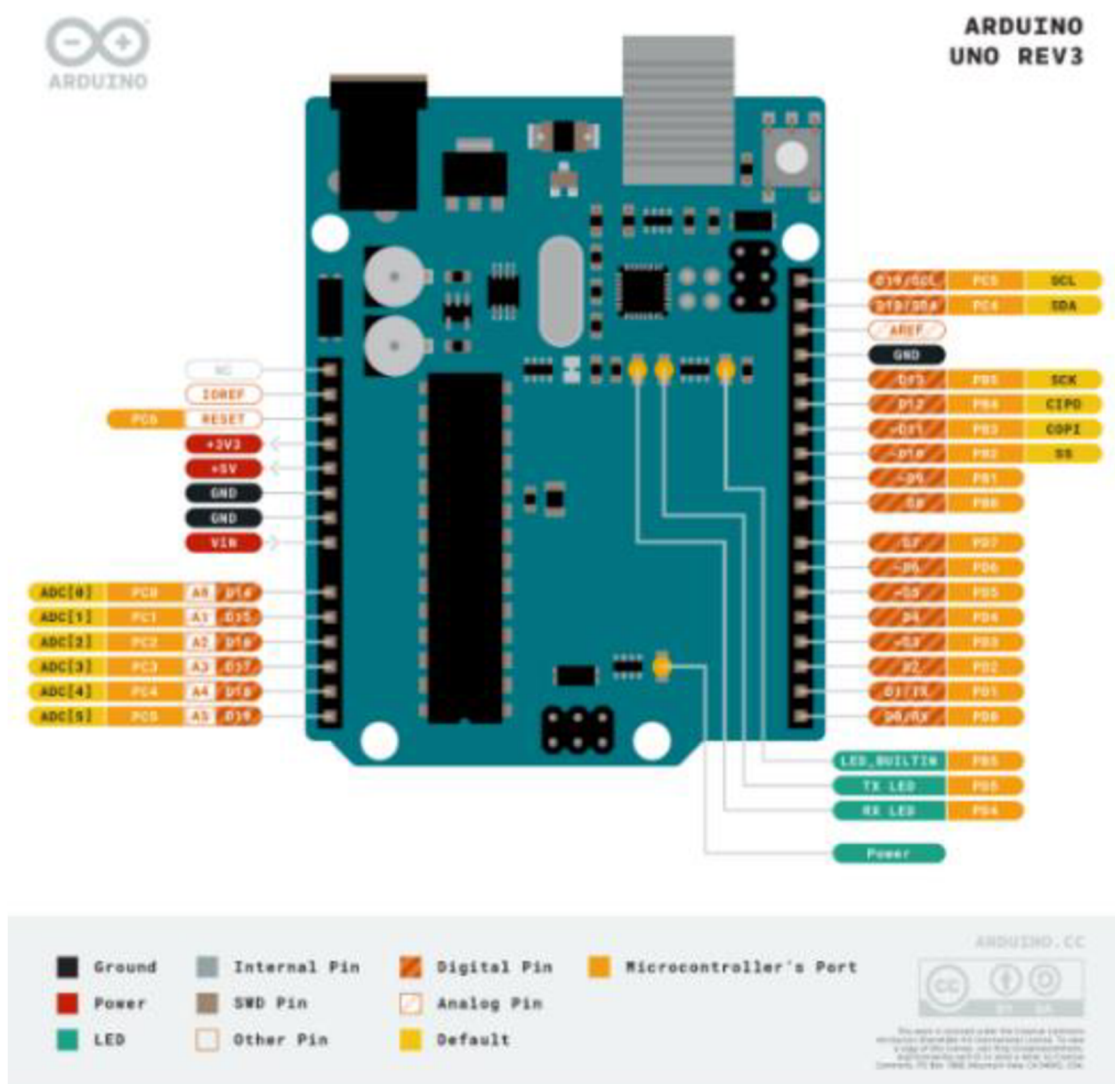 ARDUINO
ARDUINO
UNO REV3
NC
IOREF
PC6 RESET
+3V3
+5V
GND
GND
VIN
ADC[0] PC0 A0 D14
ADC[1] PC1 A1 D15
ADC[2] PC2 A2 D16
ADC[3] PC3 A3 D17
ADC[4] PC4 A4 D18
ADC[5] PC5 A5 D19
D19/SCL PC5 SCL
D18/SDA PC4 SDA
AREF
GND
D13 PB5 SCK
D12 PB4 CIPO
~D11 PB3 COPI
~D10 PB2 SS
~D9 PB1
D8 PB0
D7 PD7
~D6 PD6
~D5 PD5
D4 PD4
~D3 PD3
D2 PD2
D1/TX PD1
D0/RX PD0
LED_BUILTIN PB5
TX LED PD5
RX LED PD4
Power
Ground
Power
LED
Internal Pin
SWD Pin
Other Pin
Digital Pin
Analog Pin
Default
Microcontroller's Port
ARDUINO.CC
CC
BY SA